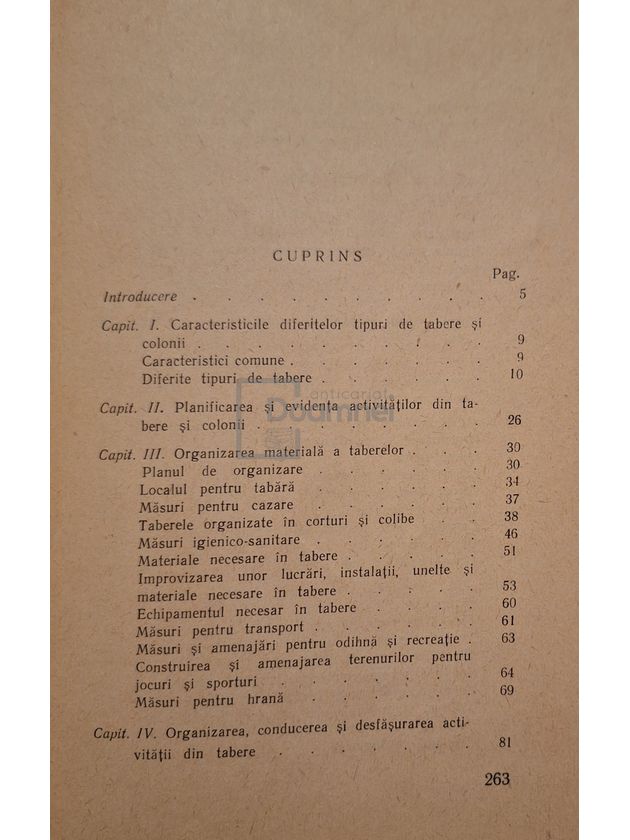 CUPRINS
Pag.
Introducere . . . . . . . . . 5
Capit. I. Caracteristicile diferitelor tipuri de tabere și
colonii . . . . . . . . . 9
Caracteristici comune . . . . . . 9
Diferite tipuri de tabere . . . . . 10
anticariat
Doamnei
Capit. II. Planificarea și evidența activităților din ta-
bere și colonii . . . . . . . . 26
Capit. III. Organizarea materială a taberelor . . . 30
Planul de organizare . . . . . . 30
Localul pentru tabără . . . . . . 34
Măsuri pentru cazare . . . . . . 37
Taberele organizate în corturi și colibe . . 38
Măsuri igienico-sanitare . . . . . . 46
Materiale necesare în tabere . . . . . 51
Improvizarea unor lucrări, instalații, unelte și
materiale necesare în tabere . . . . . 53
Echipamentul necesar în tabere . . . . 60
Măsuri pentru transport . . . . . . 61
Măsuri și amenajări pentru odihnă și recreație . 63
Construirea și amenajarea terenurilor pentru
jocuri și sporturi . . . . . . . 64
Măsuri pentru hrană . . . . . . 69
Capit. IV. Organizarea, conducerea și desfășurarea acti-
vității din tabere . . . . . . 81
263